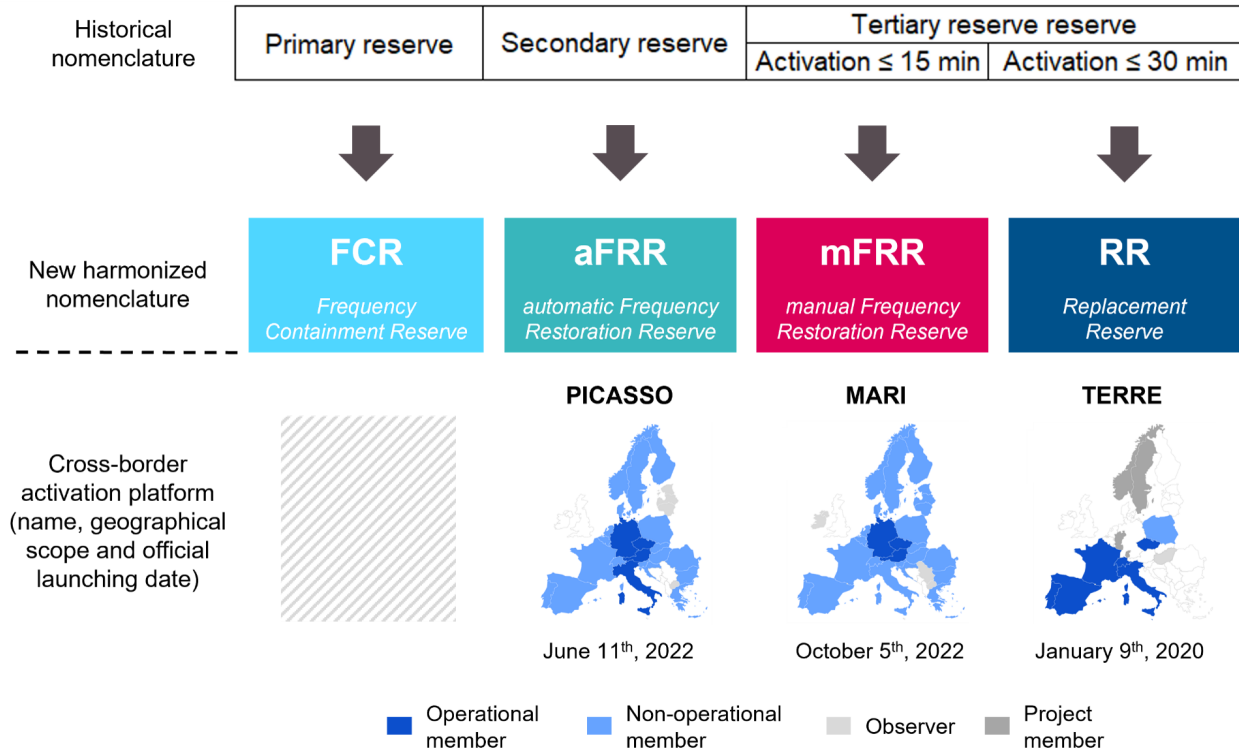 Historical
nomenclature
Primary reserve
Secondary reserve
Tertiary reserve reserve
Activation ≤ 15 min
Activation ≤ 30 min
New harmonized
nomenclature
FCR
Frequency
Containment Reserve
aFRR
automatic Frequency
Restoration Reserve
mFRR
manual Frequency
Restoration Reserve
RR
Replacement
Reserve
Cross-border
activation platform
(name, geographical
scope and official
launching date)
PICASSO
June 11th, 2022
MARI
October 5th, 2022
TERRE
January 9th, 2020
Operational
member
Non-operational
member
Observer
Project
member